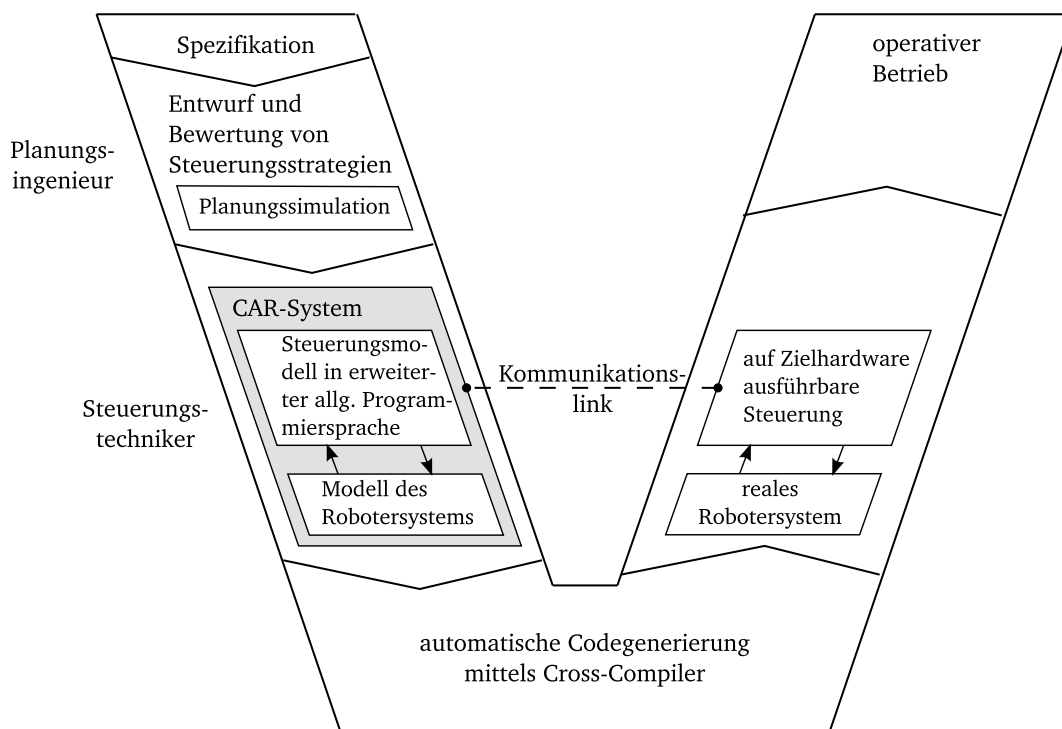 Spezifikation
Entwurf und
Bewertung von
Steuerungsstrategien
Planungssimulation
Planungs-
ingenieur
CAR-System
Steuerungsmo-
dell in erweiter-
ter allg. Program-
miersprache
Modell des
Robotersystems
Steuerungs-
techniker
Kommunikations-
link
operativer
Betrieb
auf Zielhardware
ausführbare
Steuerung
reales
Robotersystem
automatische Codegenerierung
mittels Cross-Compiler